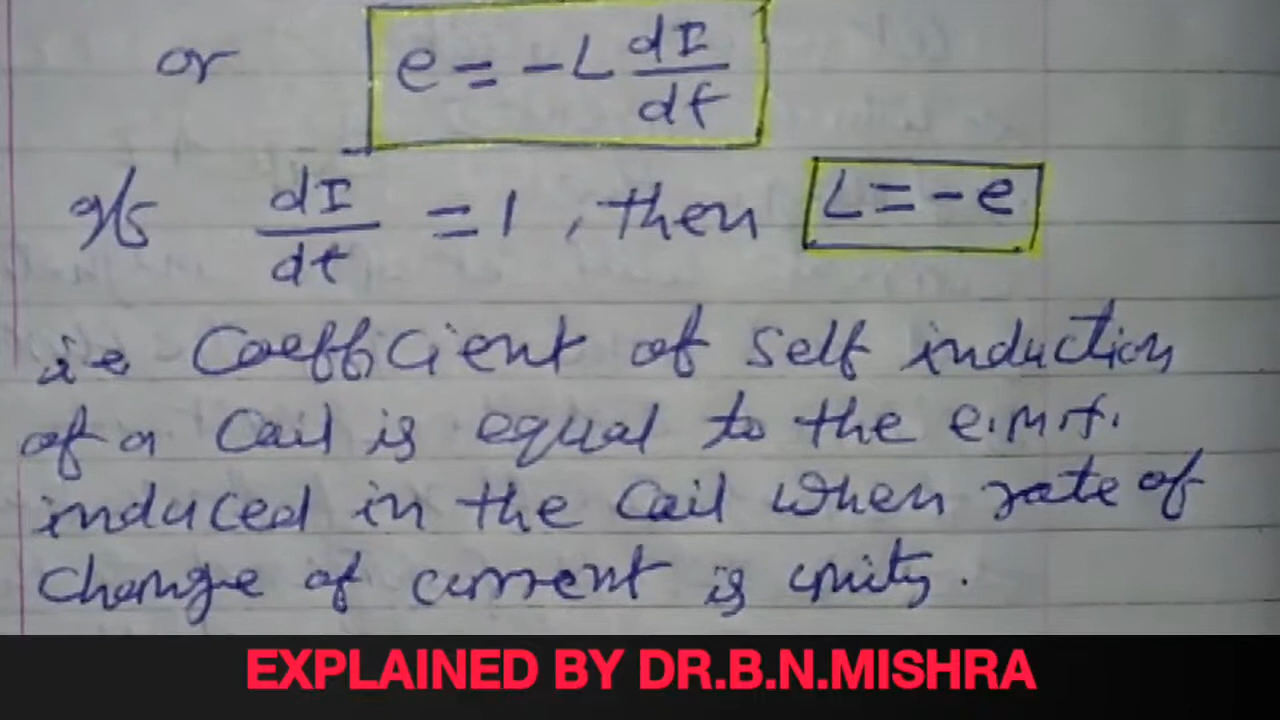 or e = -L dI/dt
If dI/dt = 1, then L = -e
i.e Coefficient of self induction
of a Coil is equal to the e.m.f.
induced in the Coil when rate of
change of current is unity.
EXPLAINED BY DR.B.N.MISHRA